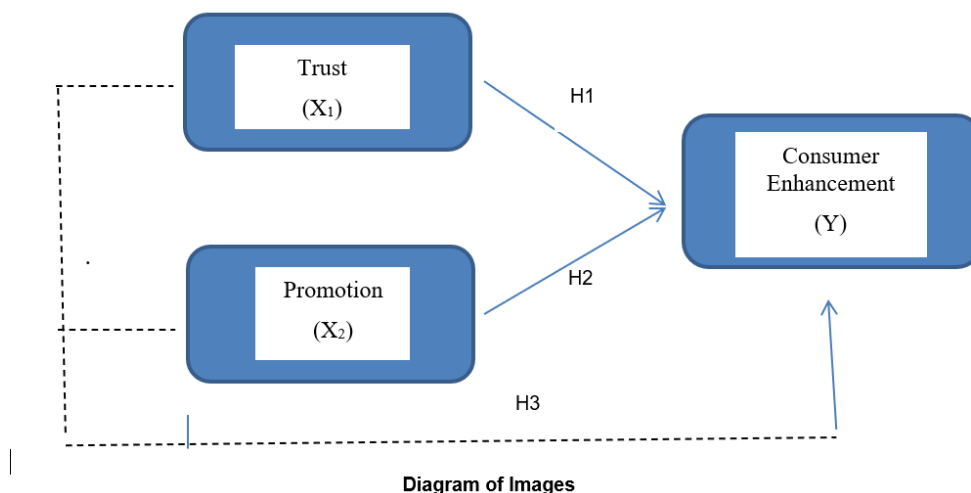 Trust
(X₁)
H1
Consumer
Enhancement
(Y)
Promotion
(X₂)
H2
H3
Diagram of Images